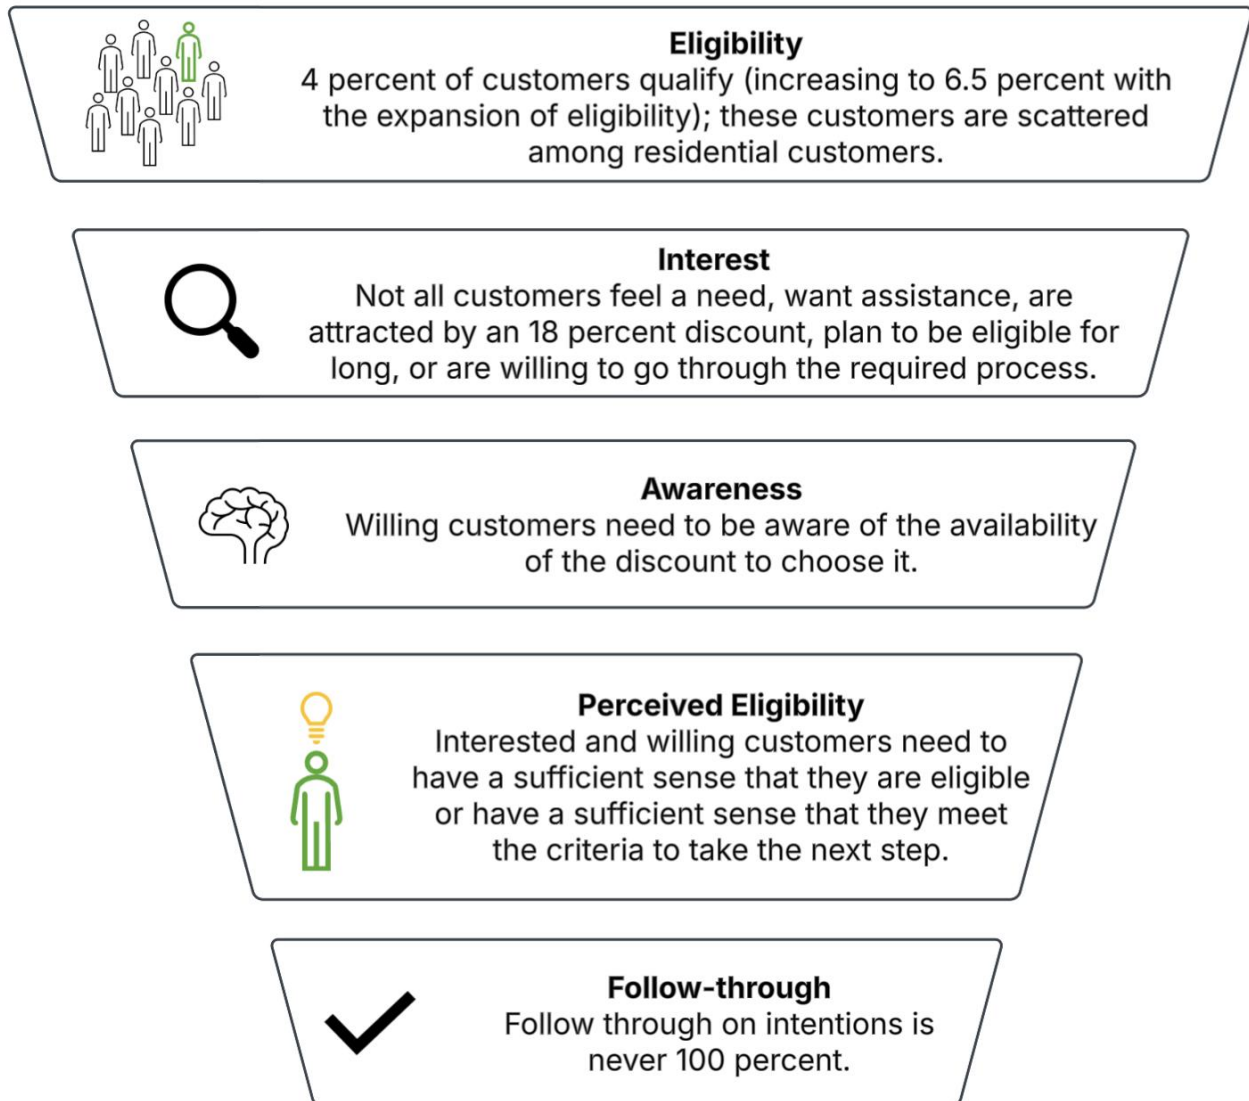 Eligibility
4 percent of customers qualify (increasing to 6.5 percent with
the expansion of eligibility); these customers are scattered
among residential customers.
Interest
Not all customers feel a need, want assistance, are
attracted by an 18 percent discount, plan to be eligible for
long, or are willing to go through the required process.
Awareness
Willing customers need to be aware of the availability
of the discount to choose it.
Perceived Eligibility
Interested and willing customers need to
have a sufficient sense that they are eligible
or have a sufficient sense that they meet
the criteria to take the next step.
Follow-through
Follow through on intentions is
never 100 percent.